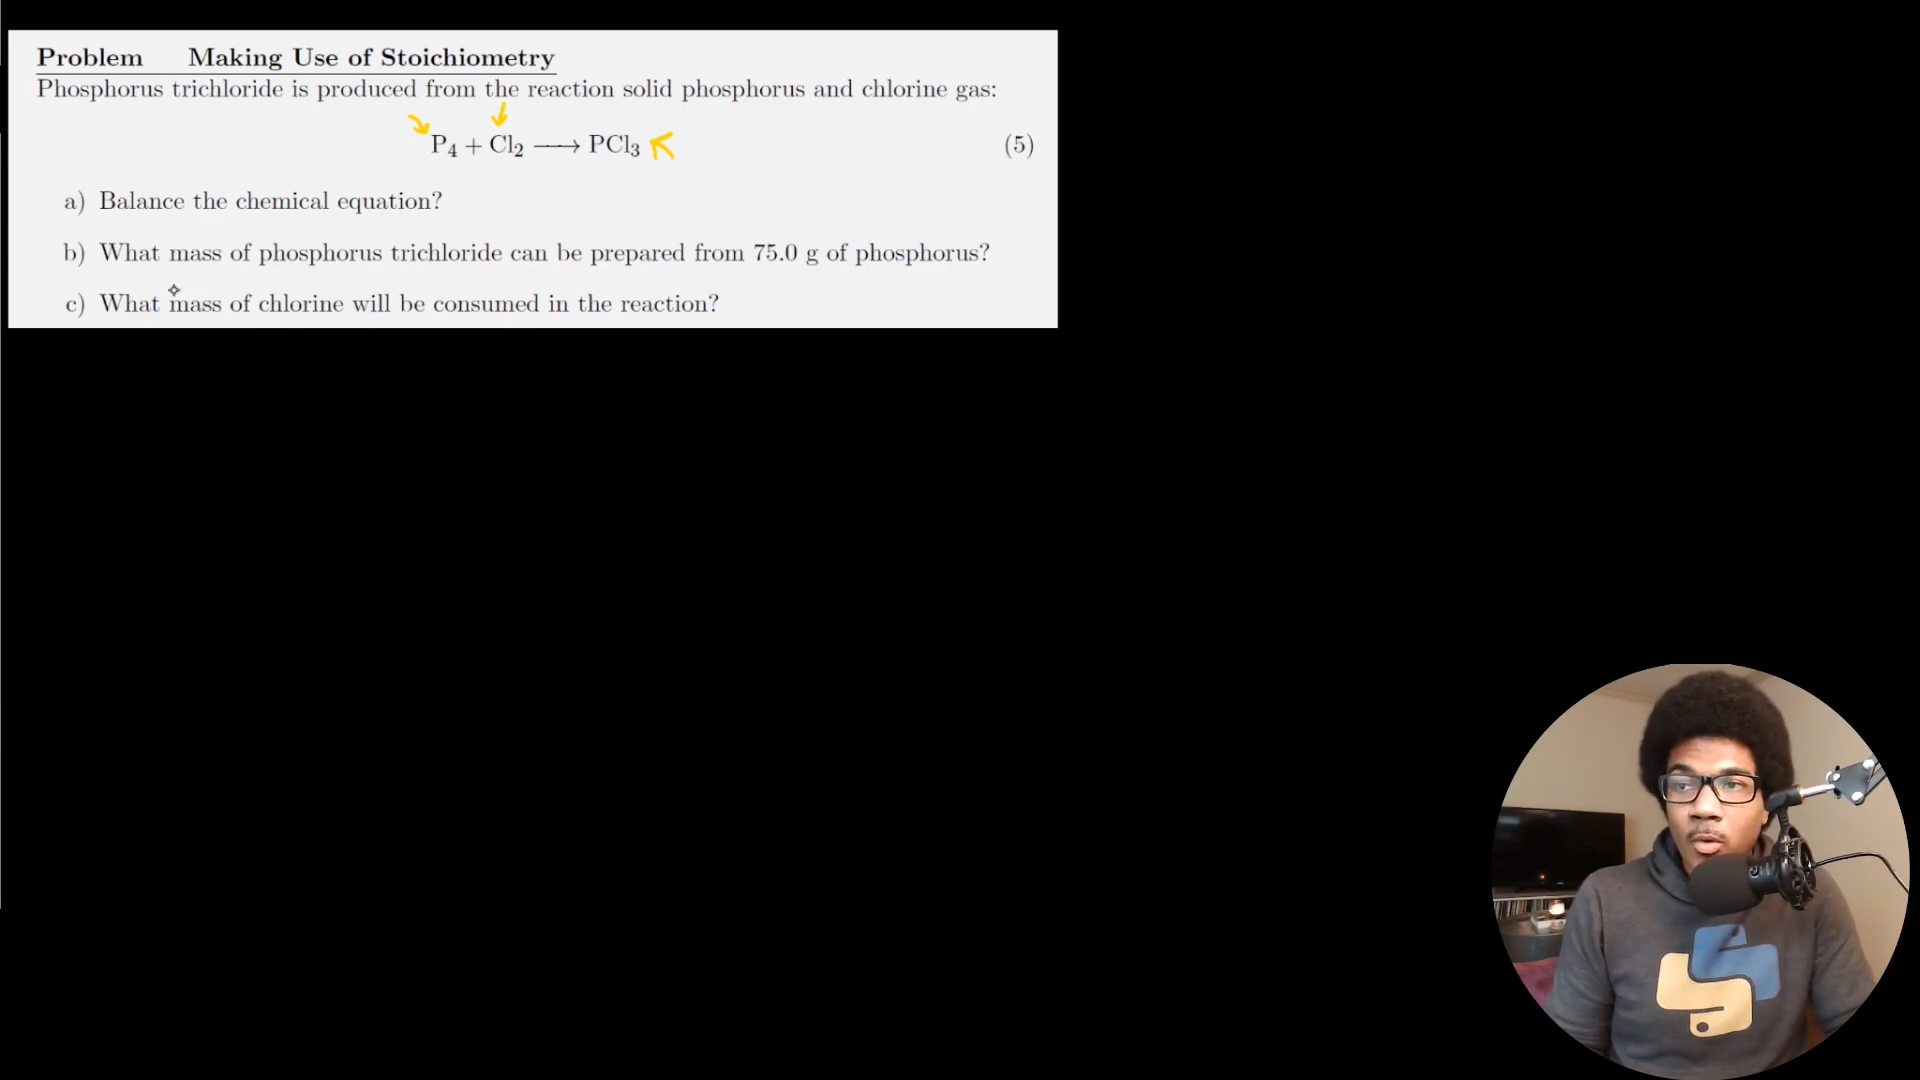 Problem Making Use of Stoichiometry
Phosphorus trichloride is produced from the reaction solid phosphorus and chlorine gas:
P₄ + Cl₂ ⟶ PCl₃ (5)
a) Balance the chemical equation?
b) What mass of phosphorus trichloride can be prepared from 75.0 g of phosphorus?
c) What mass of chlorine will be consumed in the reaction?